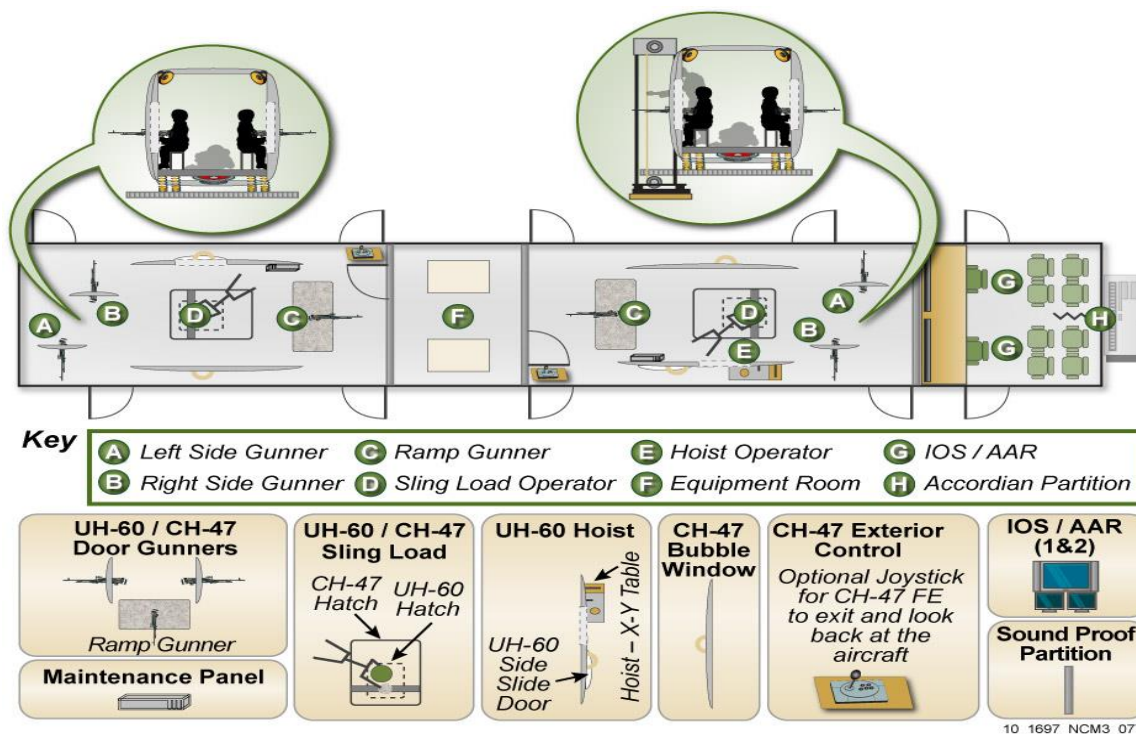 A
B
D
C
F
C
D
E
A
B
G
G
H
Key
A Left Side Gunner
C Ramp Gunner
E Hoist Operator
G IOS / AAR
B Right Side Gunner
D Sling Load Operator
F Equipment Room
H Accordian Partition
UH-60 / CH-47
Door Gunners
Ramp Gunner
Maintenance Panel
UH-60 / CH-47
Sling Load
CH-47
Hatch
UH-60
Hatch
UH-60 Hoist
UH-60
Side
Slide
Door
Hoist – X-Y Table
CH-47
Bubble
Window
CH-47 Exterior
Control
Optional Joystick
for CH-47 FE
to exit and look
back at the
aircraft
IOS / AAR
(1&2)
Sound Proof
Partition
10_1697_NCM3_07